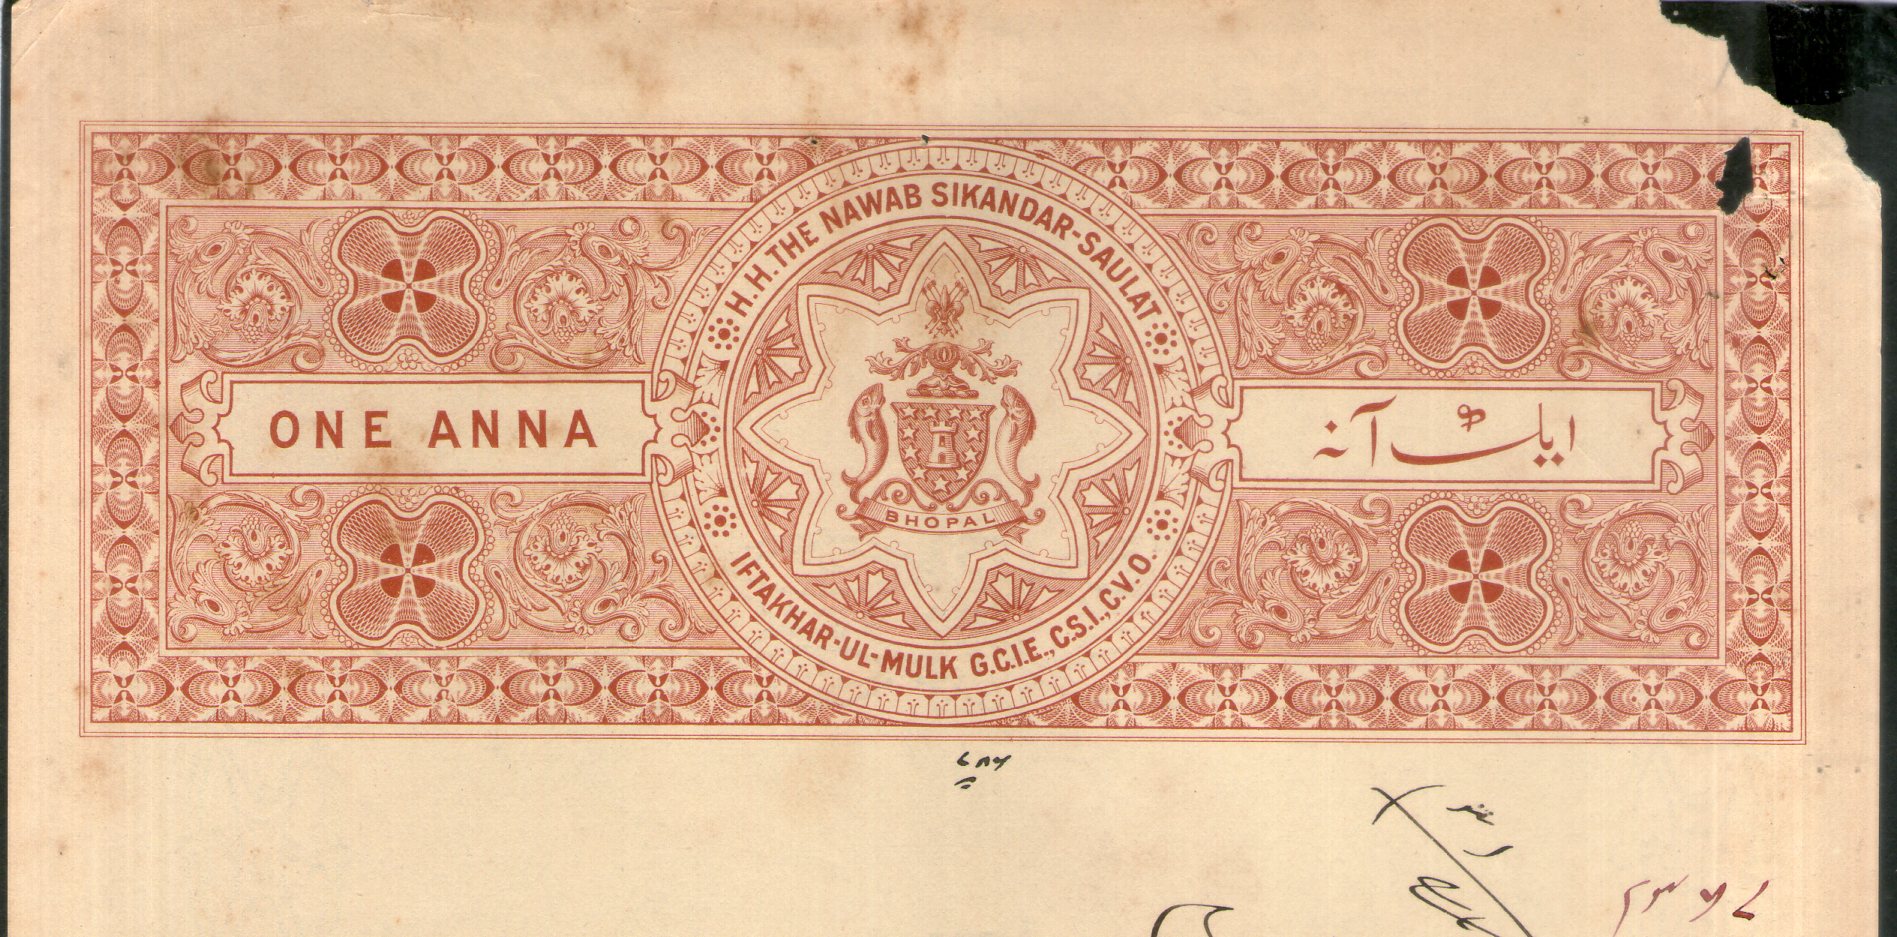 H. H. THE NAWAB SIKANDAR-SAULAT
ONE ANNA
BHOPAL
ایک آنہ
IFTAKHAR-UL-MULK G.C.I.E., C.S.I., C.V.O.